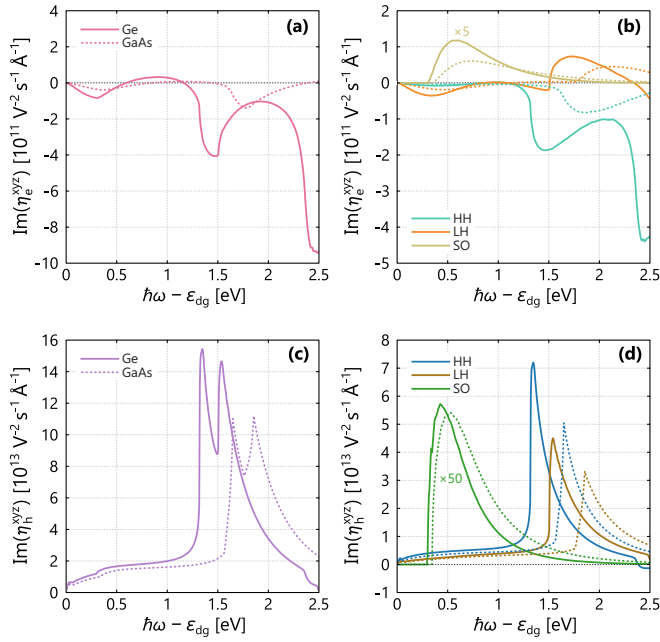 (a)
Ge
GaAs
Im(η_e^xyz) [10^11 V^−2 s^−1 Å^−1]
2
0
-2
-4
-6
-8
-10
0 0.5 1 1.5 2 2.5
ħω − ε_dg [eV]
(b)
×5
HH
LH
SO
Im(η_e^xyz) [10^11 V^−2 s^−1 Å^−1]
2
1
0
-1
-2
-3
-4
-5
0 0.5 1 1.5 2 2.5
ħω − ε_dg [eV]
(c)
Ge
GaAs
Im(η_h^xyz) [10^13 V^−2 s^−1 Å^−1]
16
14
12
10
8
6
4
2
0
0 0.5 1 1.5 2 2.5
ħω − ε_dg [eV]
(d)
HH
LH
SO
×50
Im(η_h^xyz) [10^13 V^−2 s^−1 Å^−1]
8
7
6
5
4
3
2
1
0
-1
0 0.5 1 1.5 2 2.5
ħω − ε_dg [eV]